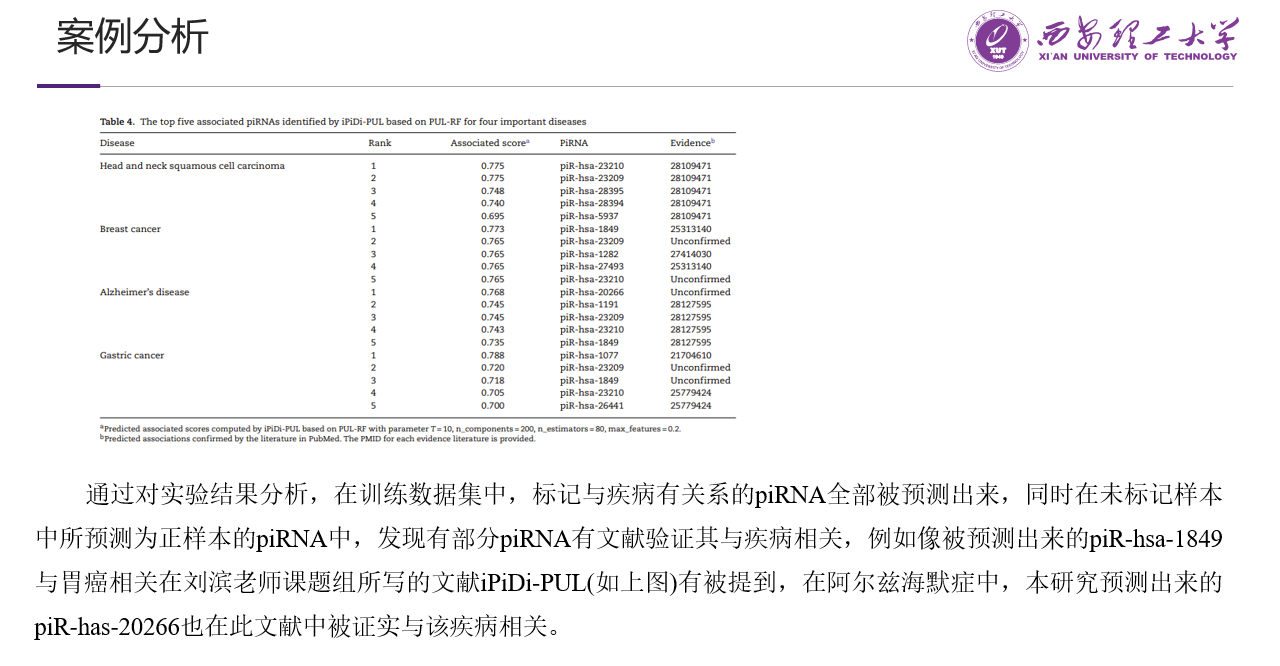 案例分析
西安理工大学
XI'AN UNIVERSITY OF TECHNOLOGY
XUT
1949
Table 4. The top five associated piRNAs identified by iPiDi-PUL based on PUL-RF for four important diseases
Disease Rank Associated scoreᵃ PiRNA Evidenceᵇ
Head and neck squamous cell carcinoma 1 0.775 piR-hsa-23210 28109471
2 0.775 piR-hsa-23209 28109471
3 0.748 piR-hsa-28395 28109471
4 0.740 piR-hsa-28394 28109471
5 0.695 piR-hsa-5937 28109471
Breast cancer 1 0.773 piR-hsa-1849 25313140
2 0.765 piR-hsa-23209 Unconfirmed
3 0.765 piR-hsa-1282 27414030
4 0.765 piR-hsa-27493 25313140
5 0.765 piR-hsa-23210 Unconfirmed
Alzheimer's disease 1 0.768 piR-hsa-20266 Unconfirmed
2 0.745 piR-hsa-1191 28127595
3 0.745 piR-hsa-23209 28127595
4 0.743 piR-hsa-23210 28127595
5 0.735 piR-hsa-1849 28127595
Gastric cancer 1 0.788 piR-hsa-1077 21704610
2 0.720 piR-hsa-23209 Unconfirmed
3 0.718 piR-hsa-1849 Unconfirmed
4 0.705 piR-hsa-23210 25779424
5 0.700 piR-hsa-26441 25779424
ᵃPredicted associated scores computed by iPiDi-PUL based on PUL-RF with parameter T = 10, n_components = 200, n_estimators = 80, max_features = 0.2.
ᵇPredicted associations confirmed by the literature in PubMed. The PMID for each evidence literature is provided.
通过对实验结果分析，在训练数据集中，标记与疾病有关系的piRNA全部被预测出来，同时在未标记样本
中所预测为正样本的piRNA中，发现有部分piRNA有文献验证其与疾病相关，例如像被预测出来的piR-hsa-1849
与胃癌相关在刘滨老师课题组所写的文献iPiDi-PUL(如上图)有被提到，在阿尔兹海默症中，本研究预测出来的
piR-has-20266也在此文献中被证实与该疾病相关。